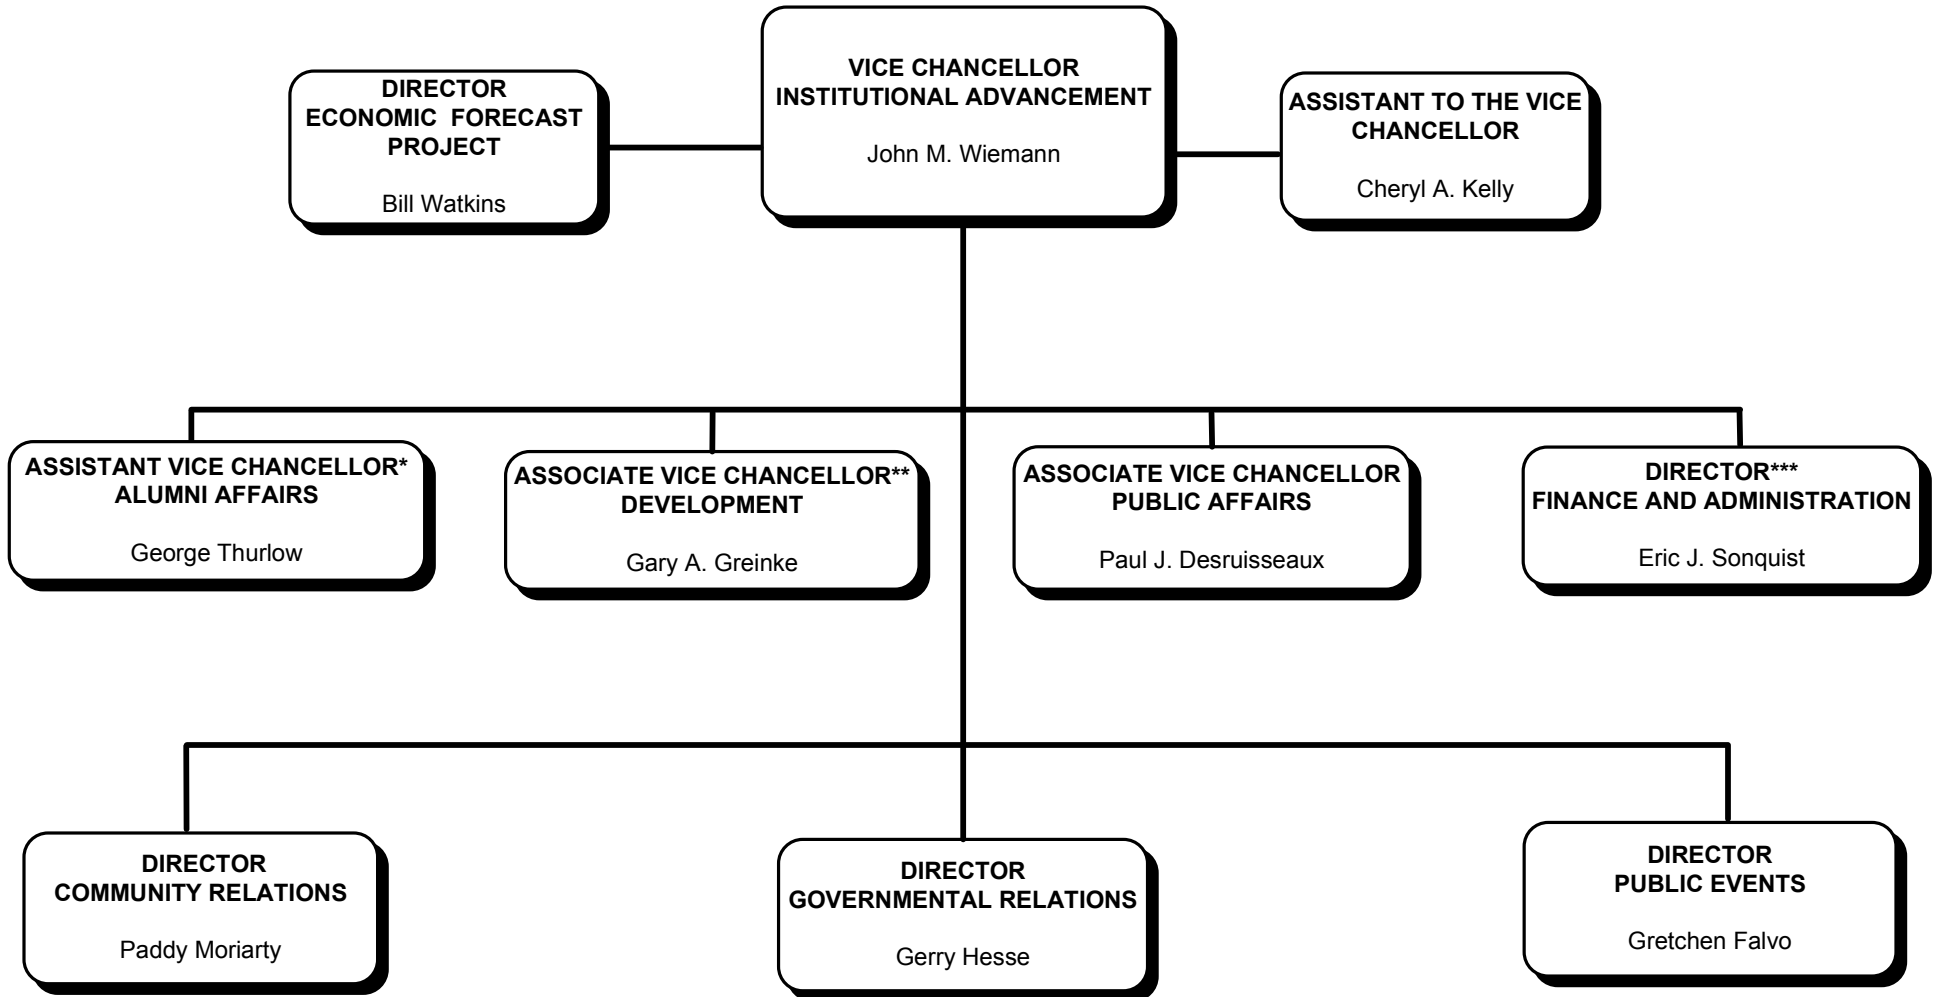 VICE CHANCELLOR
INSTITUTIONAL ADVANCEMENT
John M. Wiemann
DIRECTOR
ECONOMIC FORECAST
PROJECT
Bill Watkins
ASSISTANT TO THE VICE
CHANCELLOR
Cheryl A. Kelly
ASSISTANT VICE CHANCELLOR*
ALUMNI AFFAIRS
George Thurlow
ASSOCIATE VICE CHANCELLOR**
DEVELOPMENT
Gary A. Greinke
ASSOCIATE VICE CHANCELLOR
PUBLIC AFFAIRS
Paul J. Desruisseaux
DIRECTOR***
FINANCE AND ADMINISTRATION
Eric J. Sonquist
DIRECTOR
COMMUNITY RELATIONS
Paddy Moriarty
DIRECTOR
GOVERNMENTAL RELATIONS
Gerry Hesse
DIRECTOR
PUBLIC EVENTS
Gretchen Falvo